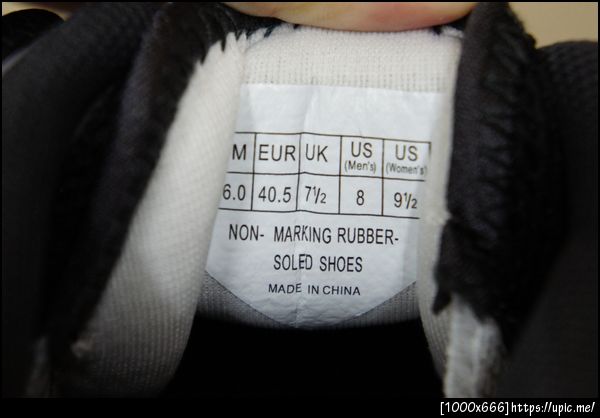 M EUR UK US (Men's) US (Women's)
6.0 40.5 7½ 8 9½
NON- MARKING RUBBER-
SOLED SHOES
MADE IN CHINA
[1000x666]https://upic.me/